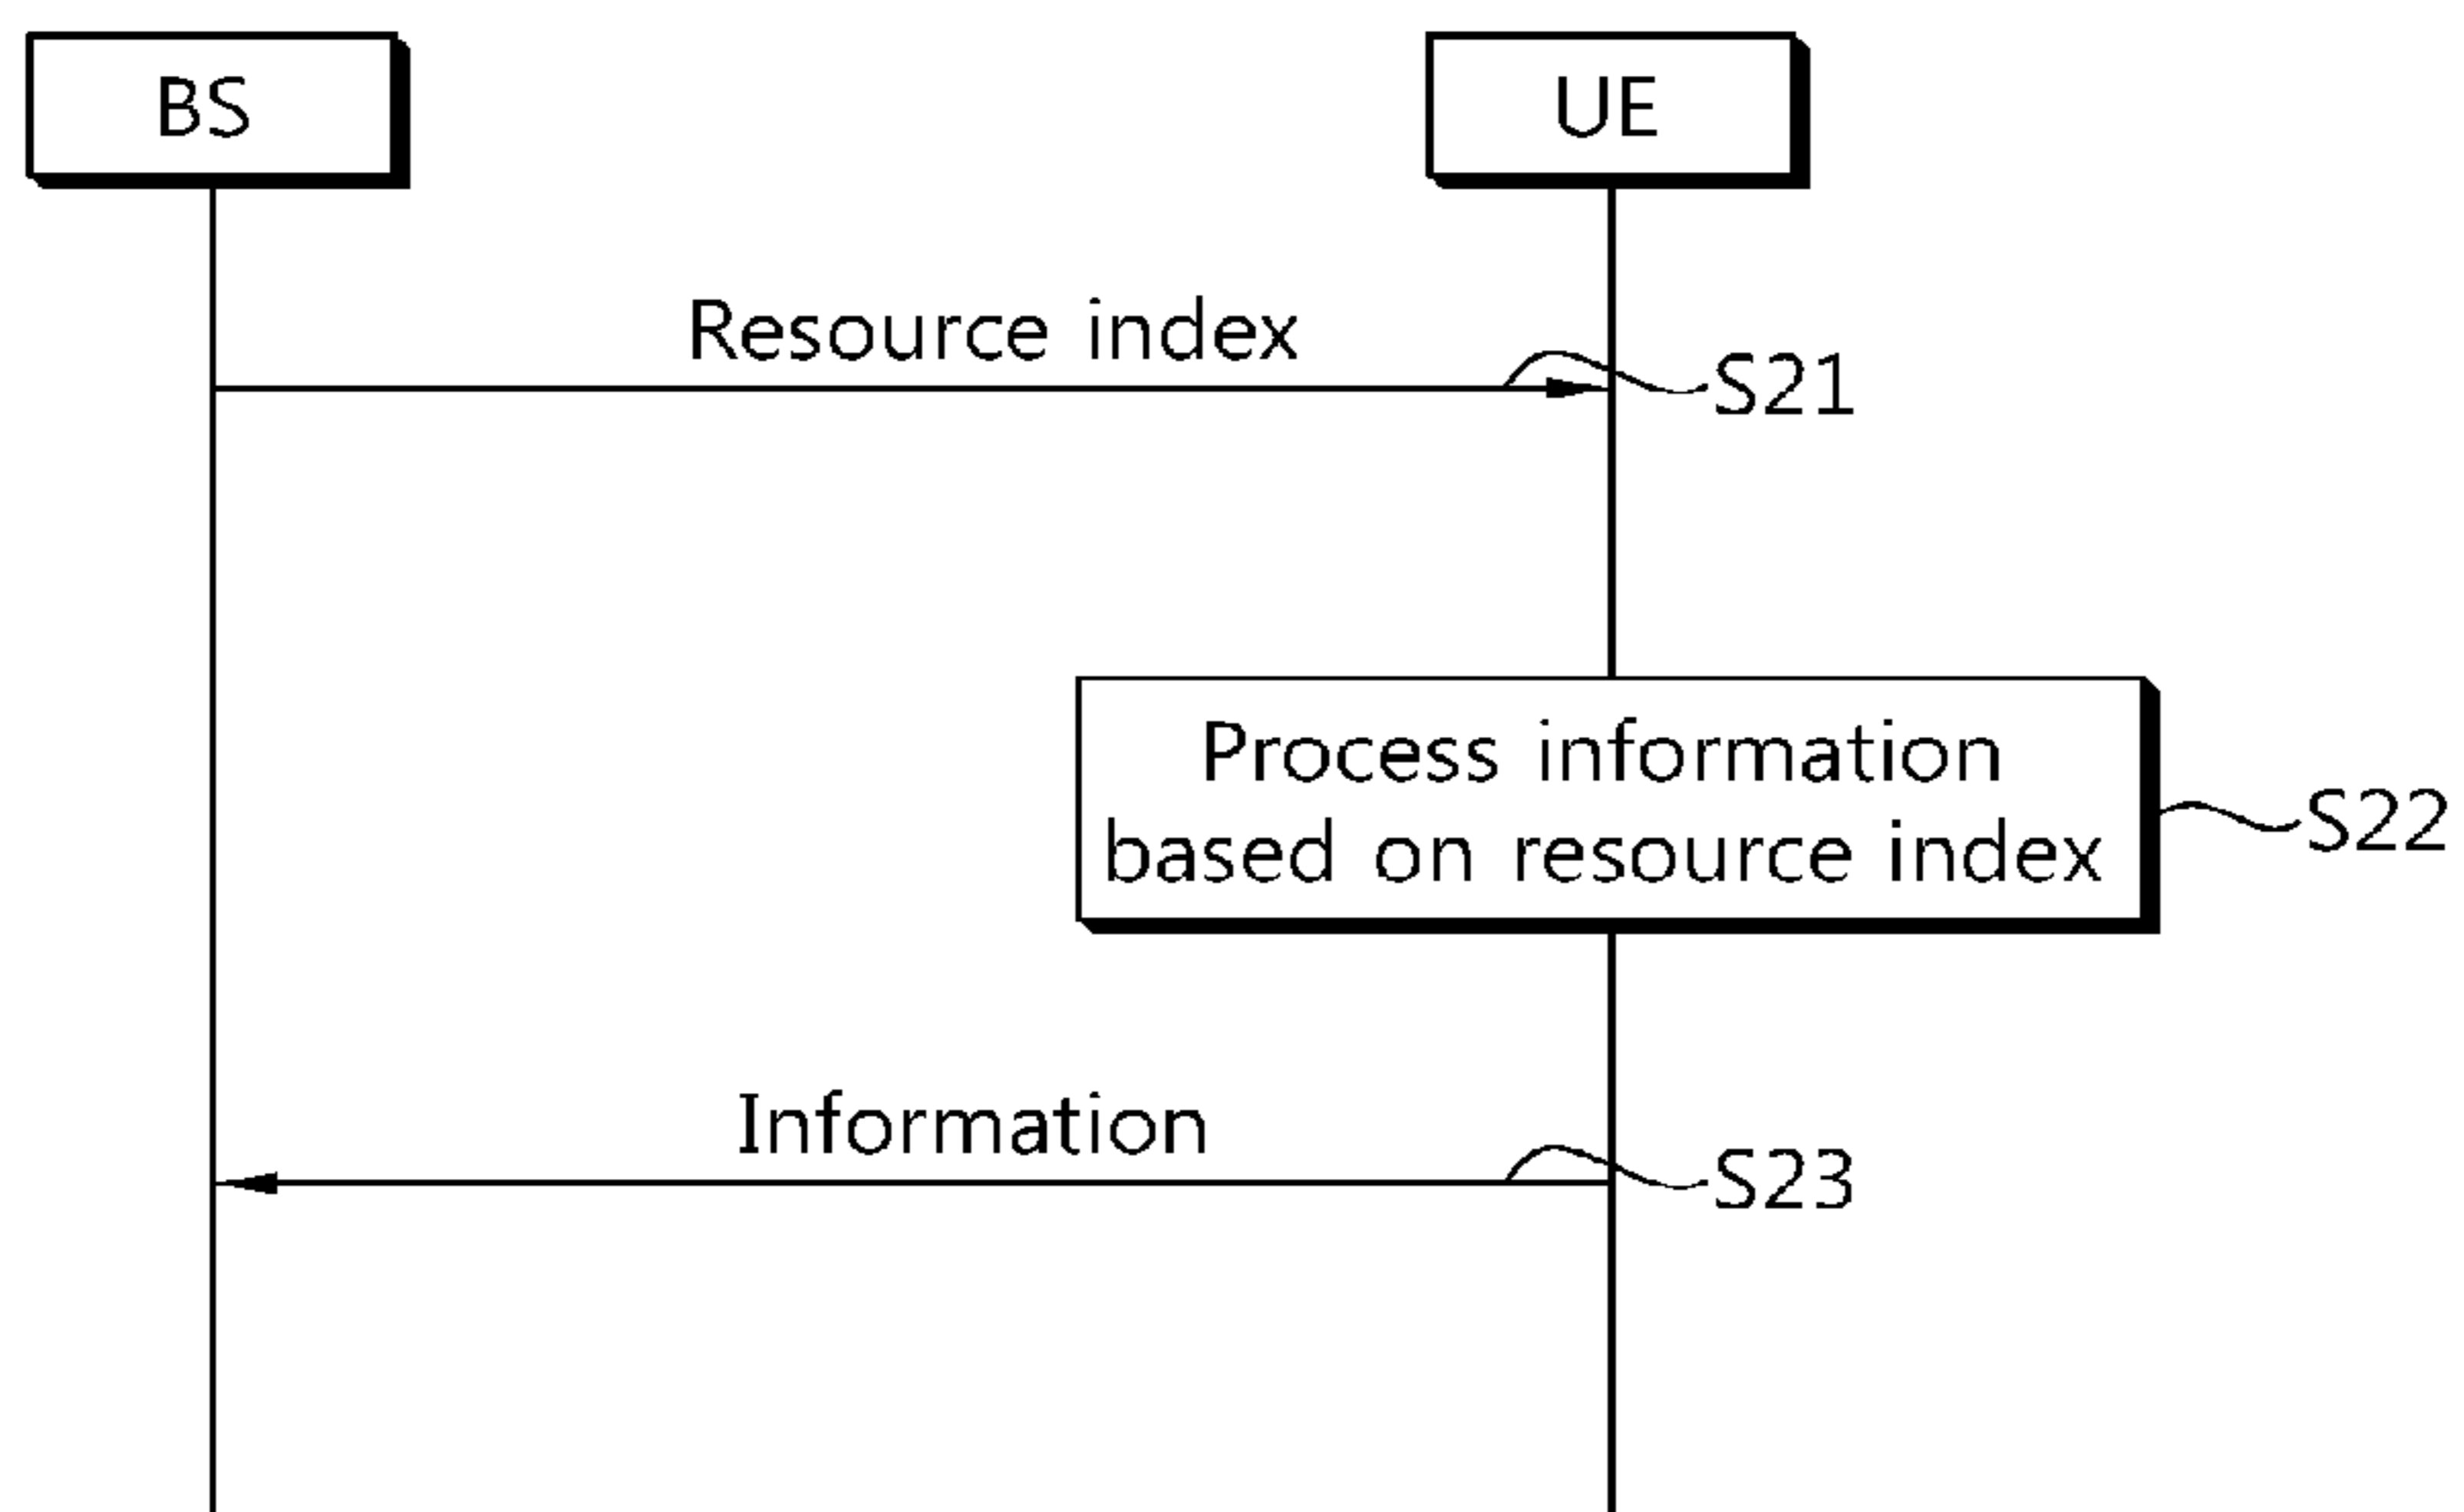 BS
UE
Resource index
S21
Process information
based on resource index
S22
Information
S23